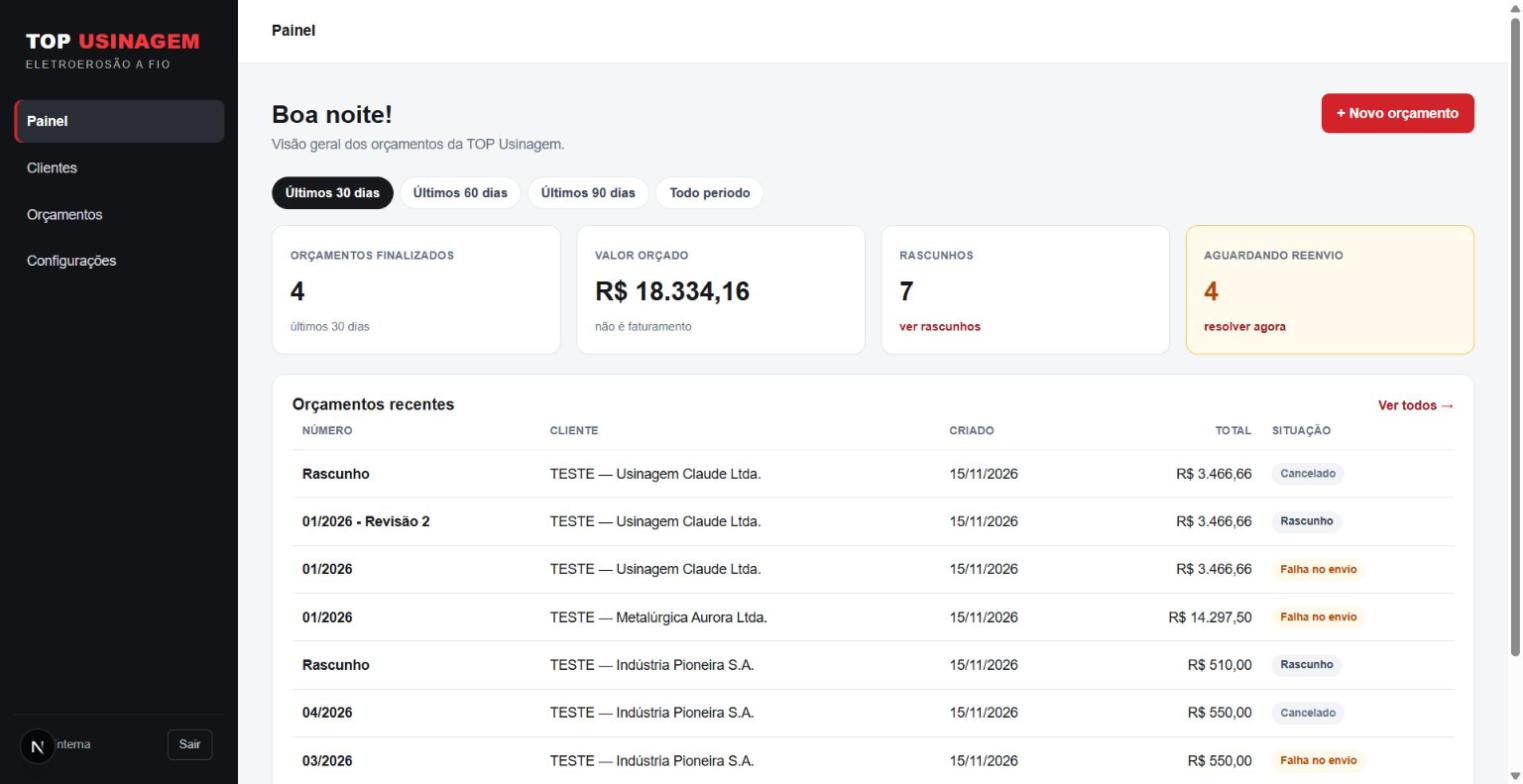 TOP USINAGEM
ELETROEROSÃO A FIO
Painel
Clientes
Orçamentos
Configurações
nterna
Sair
Painel
Boa noite!
Visão geral dos orçamentos da TOP Usinagem.
+ Novo orçamento
Últimos 30 dias Últimos 60 dias Últimos 90 dias Todo período
ORÇAMENTOS FINALIZADOS
4
últimos 30 dias
VALOR ORÇADO
R$ 18.334,16
não é faturamento
RASCUNHOS
7
ver rascunhos
AGUARDANDO REENVIO
4
resolver agora
Orçamentos recentes
Ver todos →
NÚMERO CLIENTE CRIADO TOTAL SITUAÇÃO
Rascunho TESTE — Usinagem Claude Ltda. 15/11/2026 R$ 3.466,66 Cancelado
01/2026 - Revisão 2 TESTE — Usinagem Claude Ltda. 15/11/2026 R$ 3.466,66 Rascunho
01/2026 TESTE — Usinagem Claude Ltda. 15/11/2026 R$ 3.466,66 Falha no envio
01/2026 TESTE — Metalúrgica Aurora Ltda. 15/11/2026 R$ 14.297,50 Falha no envio
Rascunho TESTE — Indústria Pioneira S.A. 15/11/2026 R$ 510,00 Rascunho
04/2026 TESTE — Indústria Pioneira S.A. 15/11/2026 R$ 550,00 Cancelado
03/2026 TESTE — Indústria Pioneira S.A. 15/11/2026 R$ 550,00 Falha no envio